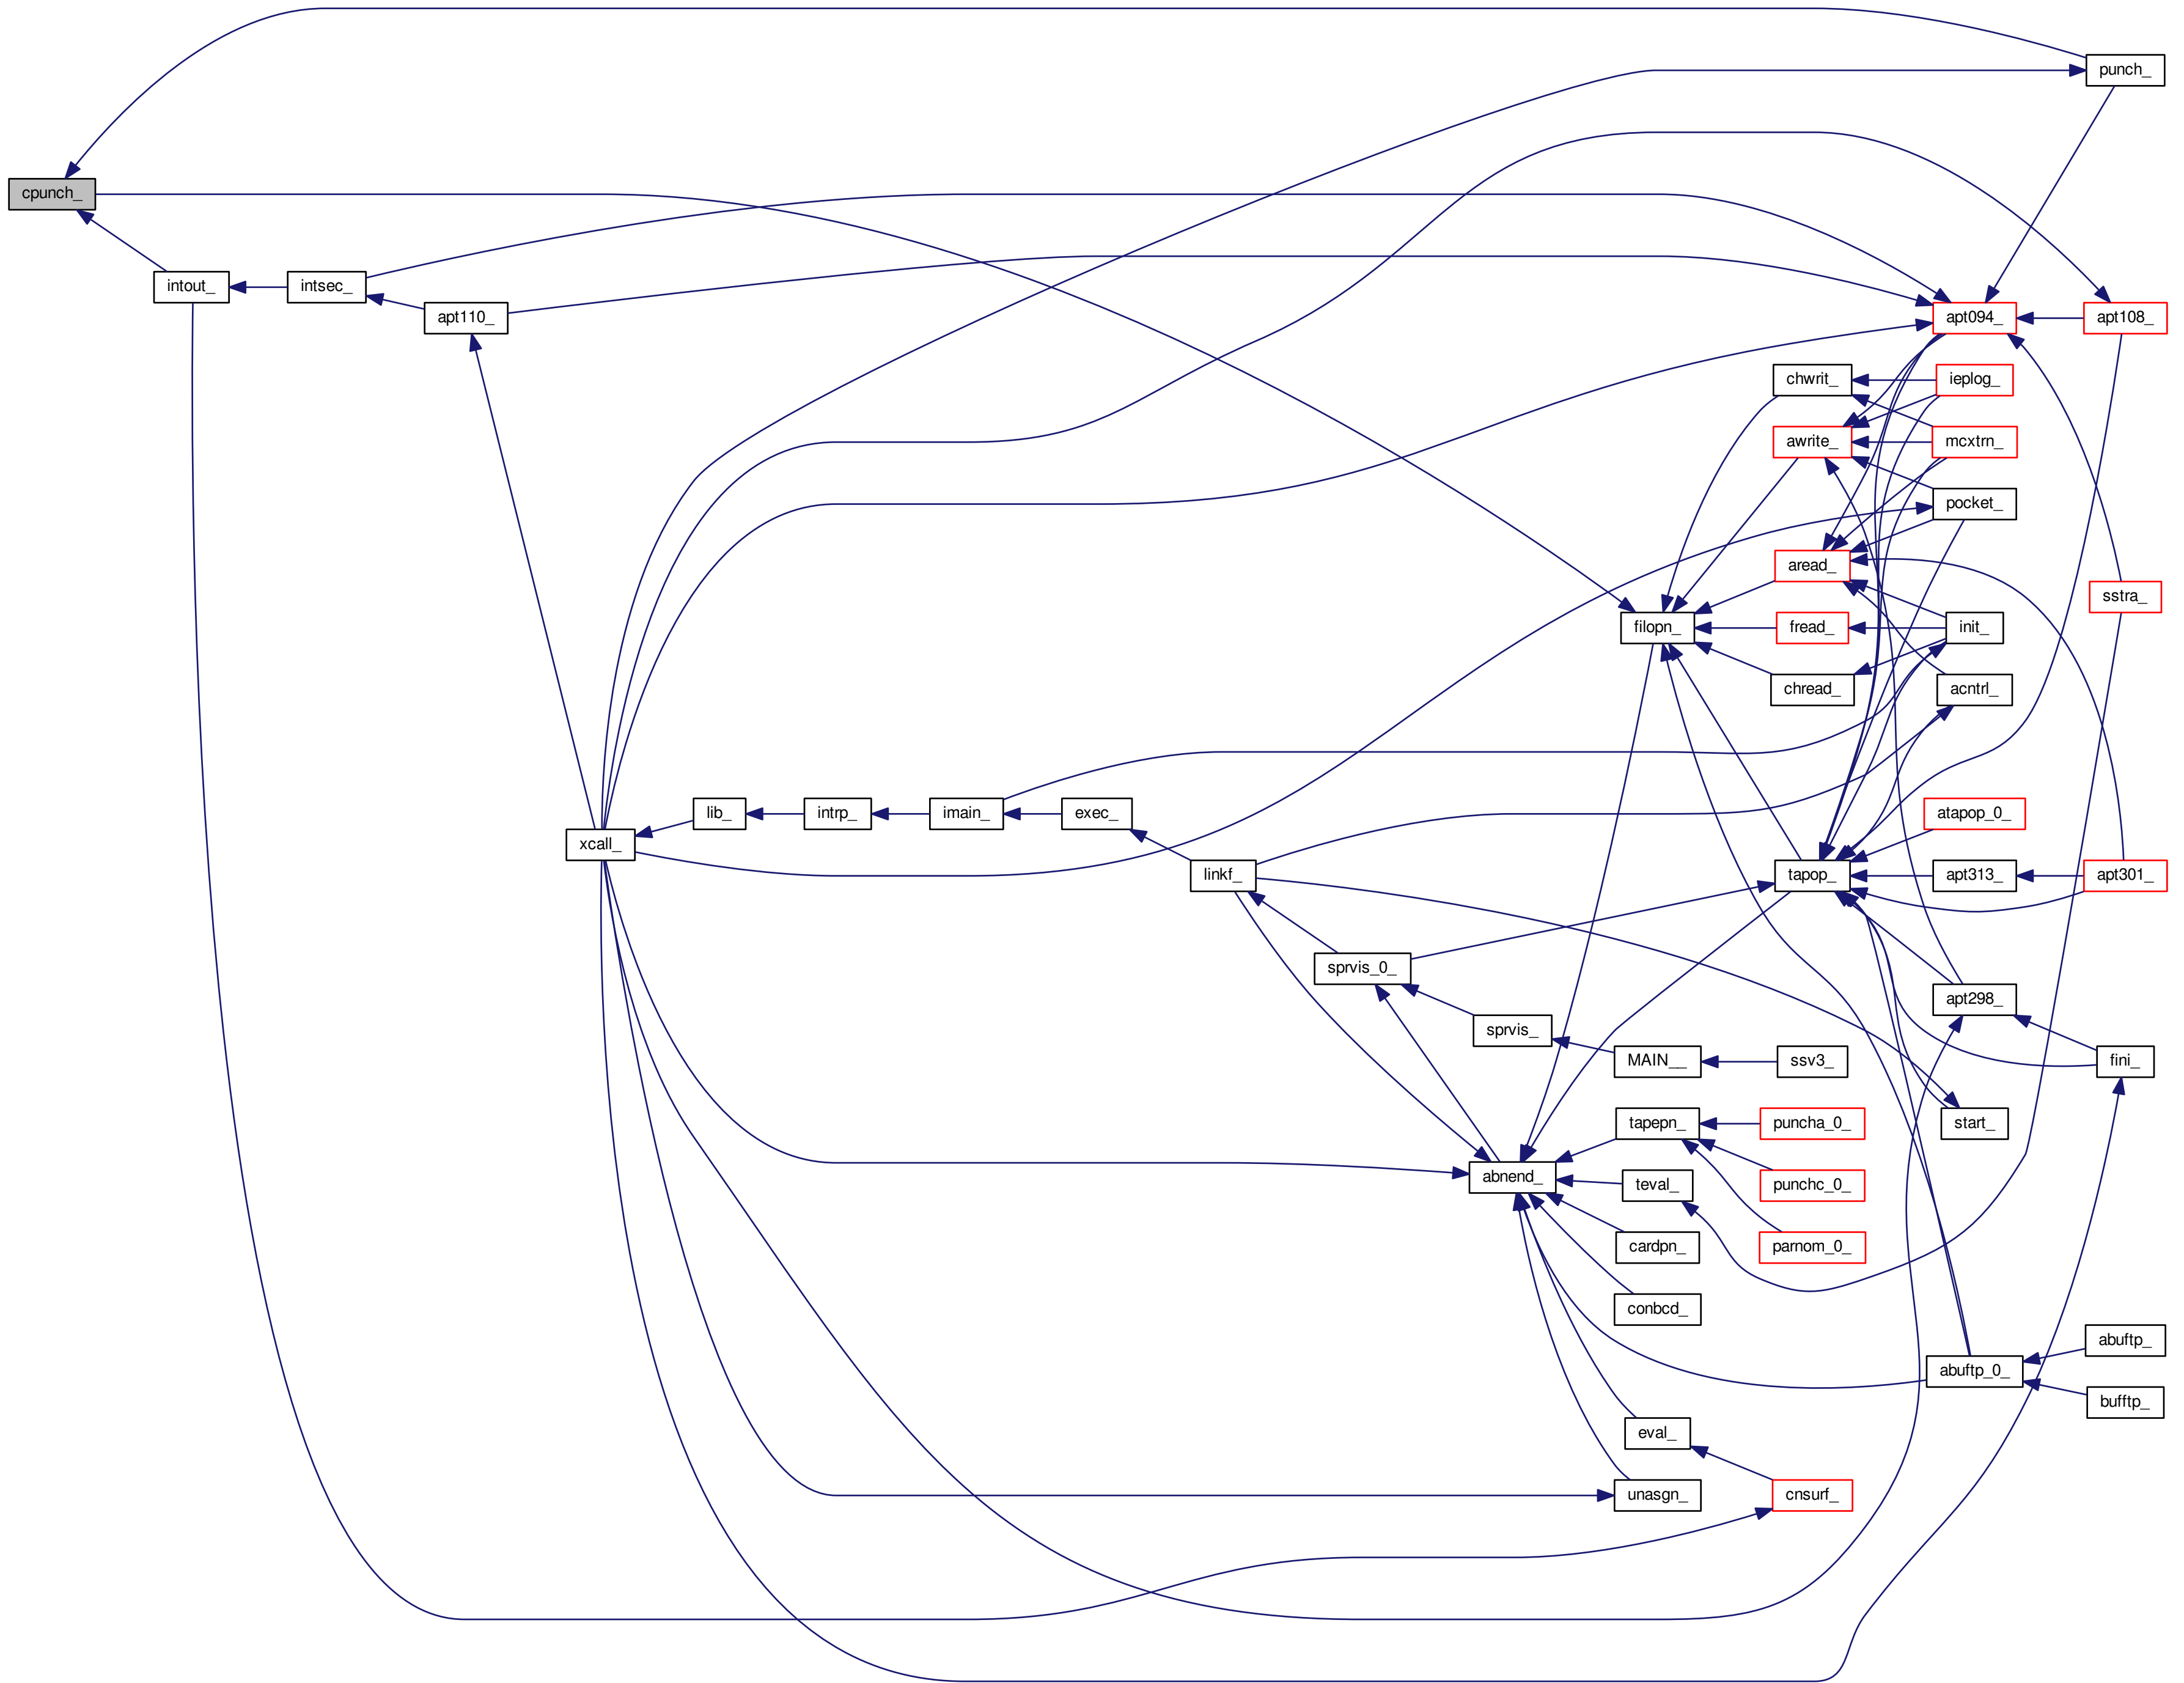 punch_
cpunch_
intout_
intsec_
apt110_
apt094_
apt108_
chwrit_
ieplog_
awrite_
mcxtrn_
pocket_
aread_
sstra_
filopn_
fread_
init_
chread_
acntrl_
xcall_
lib_
intrp_
imain_
exec_
atapop_0_
linkf_
tapop_
apt313_
apt301_
sprvis_0_
apt298_
sprvis_
MAIN__
ssv3_
fini_
tapepn_
puncha_0_
start_
abnend_
teval_
punchc_0_
cardpn_
parnom_0_
conbcd_
abuftp_
abuftp_0_
bufftp_
eval_
unasgn_
cnsurf_